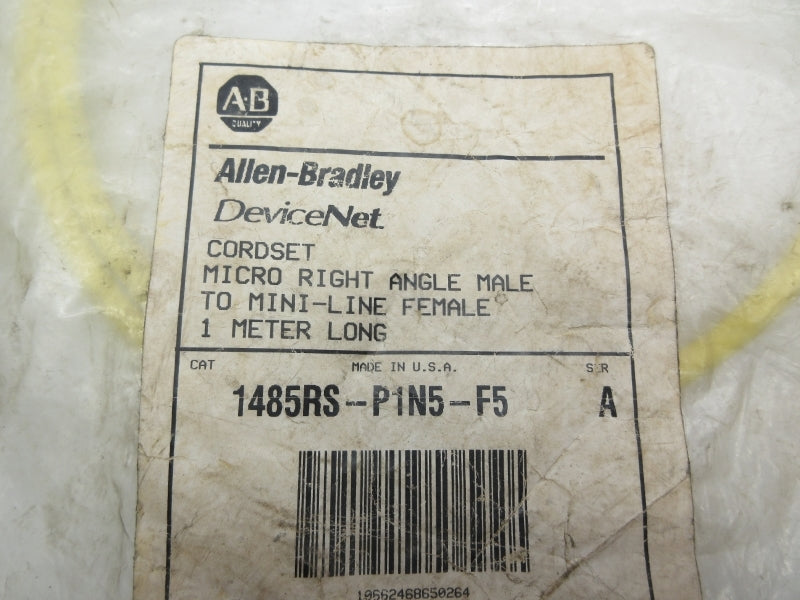 A·B
QUALITY
Allen-Bradley
DeviceNet
CORDSET
MICRO RIGHT ANGLE MALE
TO MINI-LINE FEMALE
1 METER LONG
CAT MADE IN U.S.A. SER
1485RS-P1N5-F5 A
10662468650264